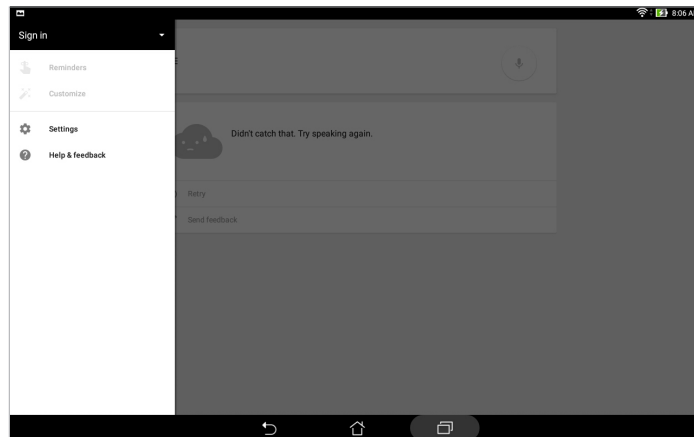 8:06 A
Sign in
Reminders
Customize
Settings
Help & feedback
Didn't catch that. Try speaking again.
Retry
Send feedback